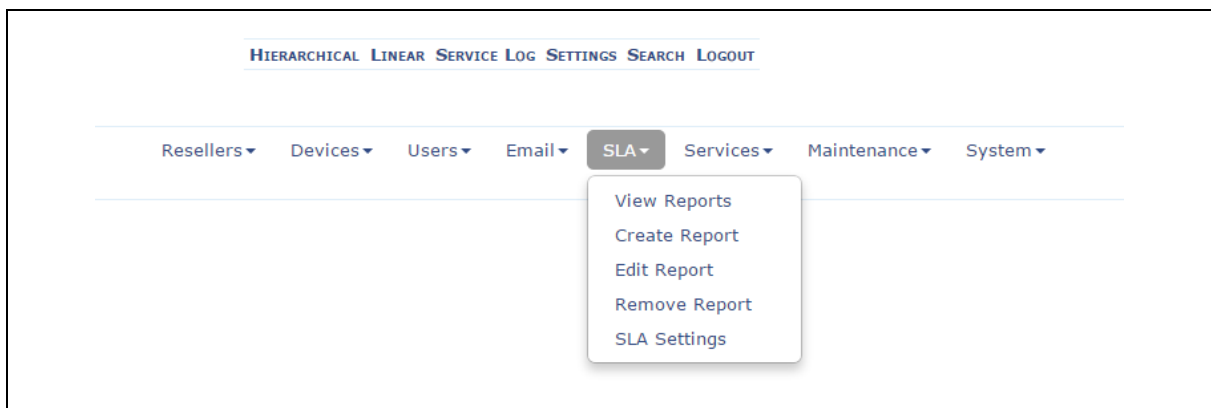 HIERARCHICAL LINEAR SERVICE LOG SETTINGS SEARCH LOGOUT
Resellers Devices Users Email SLA Services Maintenance System
View Reports
Create Report
Edit Report
Remove Report
SLA Settings